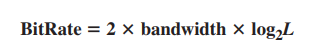 BitRate = 2 × bandwidth × log₂L